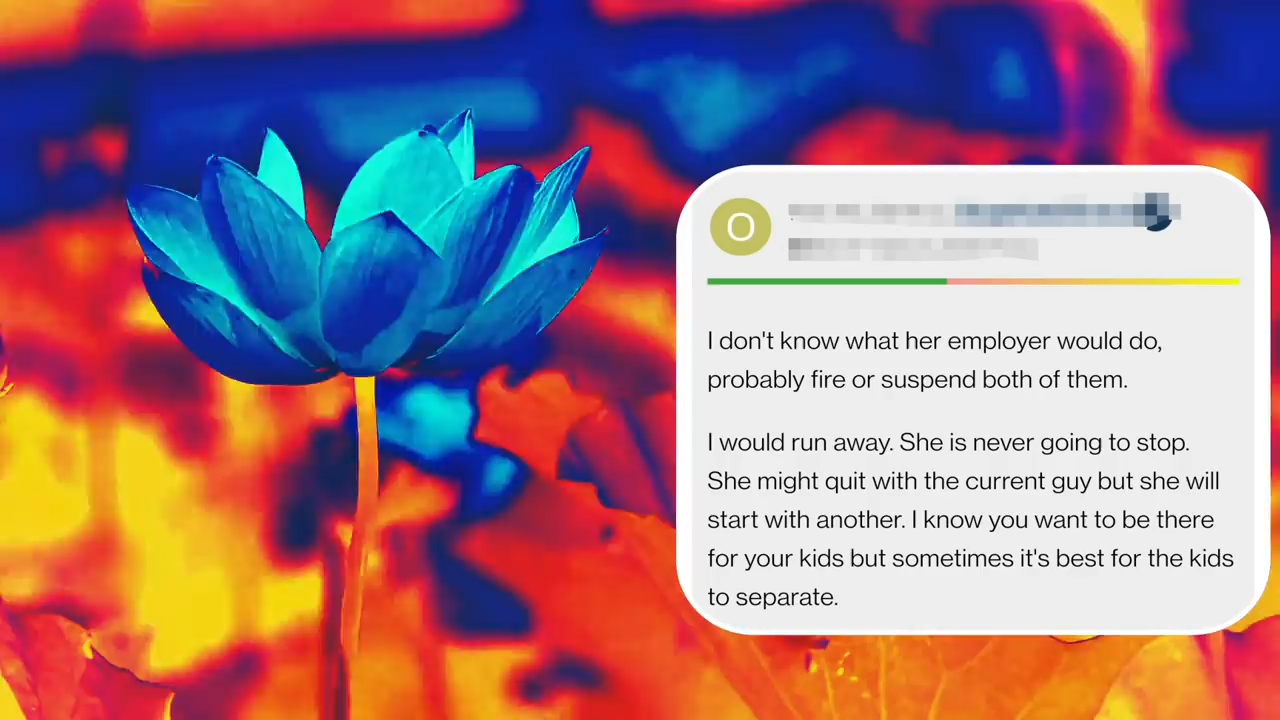 O
I don't know what her employer would do,
probably fire or suspend both of them.
I would run away. She is never going to stop.
She might quit with the current guy but she will
start with another. I know you want to be there
for your kids but sometimes it's best for the kids
to separate.